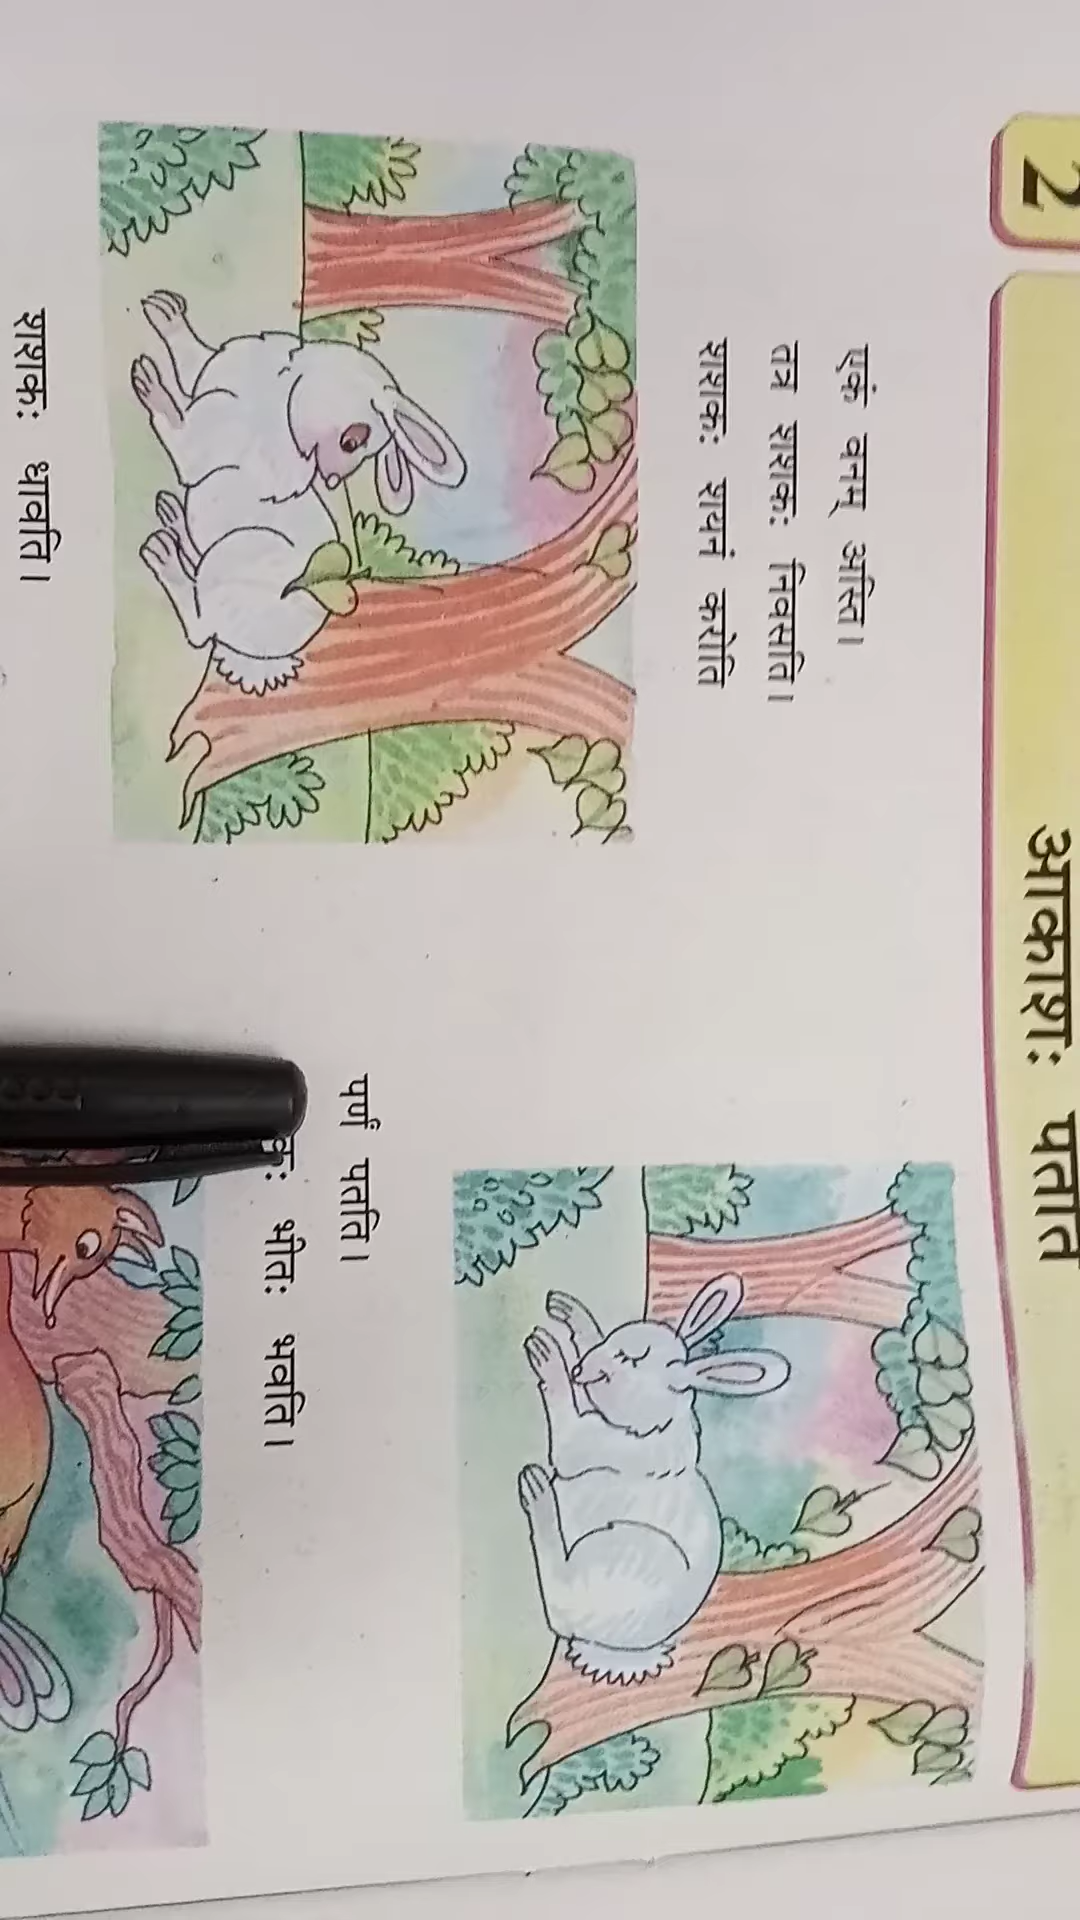 2
आकाशः पतति
एकं वनम् अस्ति।
तत्र शशकः निवसति।
शशकः शयनं करोति
पर्णं पतति।
भीतः भवति।
शशकः धावति।